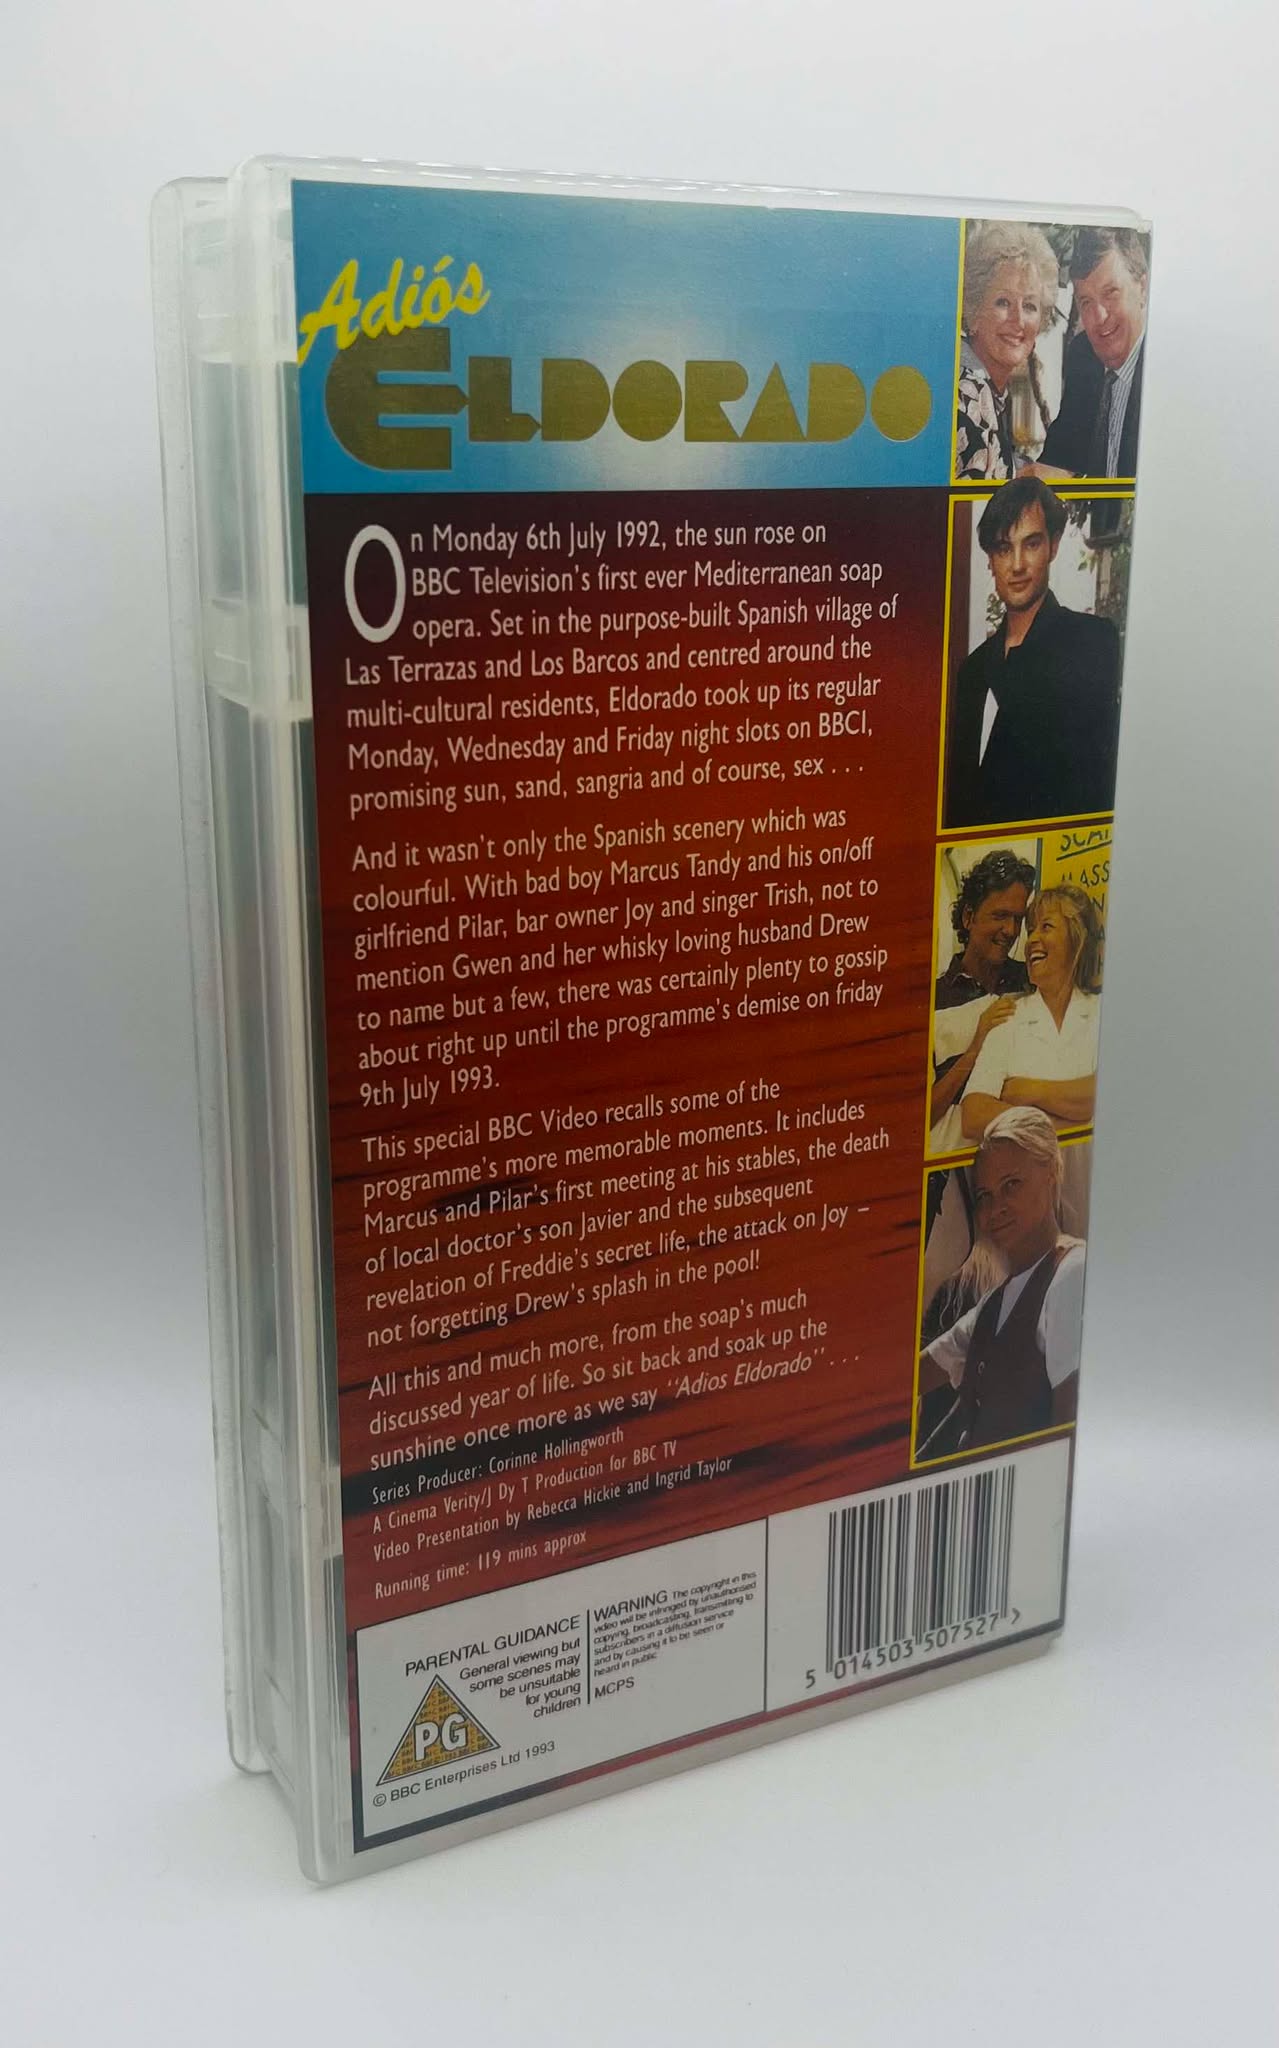 Adiós
ELDORADO
On Monday 6th July 1992, the sun rose on
BBC Television's first ever Mediterranean soap
opera. Set in the purpose-built Spanish village of
Las Terrazas and Los Barcos and centred around the
multi-cultural residents, Eldorado took up its regular
Monday, Wednesday and Friday night slots on BBC1,
promising sun, sand, sangria and of course, sex . . .
And it wasn't only the Spanish scenery which was
colourful. With bad boy Marcus Tandy and his on/off
girlfriend Pilar, bar owner Joy and singer Trish, not to
mention Gwen and her whisky loving husband Drew
to name but a few, there was certainly plenty to gossip
about right up until the programme's demise on friday
9th July 1993.
This special BBC Video recalls some of the
programme's more memorable moments. It includes
Marcus and Pilar's first meeting at his stables, the death
of local doctor's son Javier and the subsequent
revelation of Freddie's secret life, the attack on Joy –
not forgetting Drew's splash in the pool!
All this and much more, from the soap's much
discussed year of life. So sit back and soak up the
sunshine once more as we say "Adios Eldorado" . . .
Series Producer: Corinne Hollingworth
A Cinema Verity/J Dy T Production for BBC TV
Video Presentation by Rebecca Hickie and Ingrid Taylor
Running time: 119 mins approx
PARENTAL GUIDANCE
General viewing but
some scenes may
be unsuitable
for young
children
PG
© BBC Enterprises Ltd 1993
WARNING The copyright in this
video will be infringed by unauthorised
copying, broadcasting, transmitting to
subscribers in a diffusion service
and by causing it to be seen or
heard in public
MCPS
5 014503 507527 >